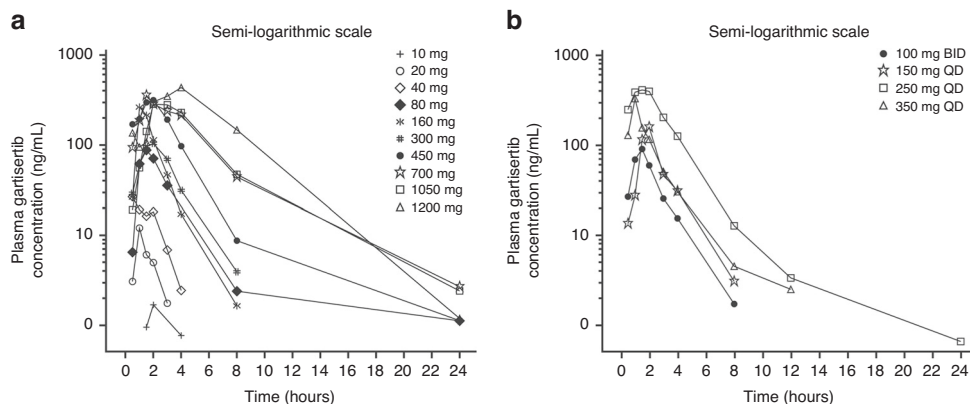 a
Semi-logarithmic scale
1000
100
10
0
Plasma gartisertib
concentration (ng/mL)
0 2 4 6 8 10 12 14 16 18 20 22 24
Time (hours)
10 mg
20 mg
40 mg
80 mg
160 mg
300 mg
450 mg
700 mg
1050 mg
1200 mg
b
Semi-logarithmic scale
1000
100
10
0
Plasma gartisertib
concentration (ng/mL)
0 2 4 6 8 10 12 14 16 18 20 22 24
Time (hours)
100 mg BID
150 mg QD
250 mg QD
350 mg QD